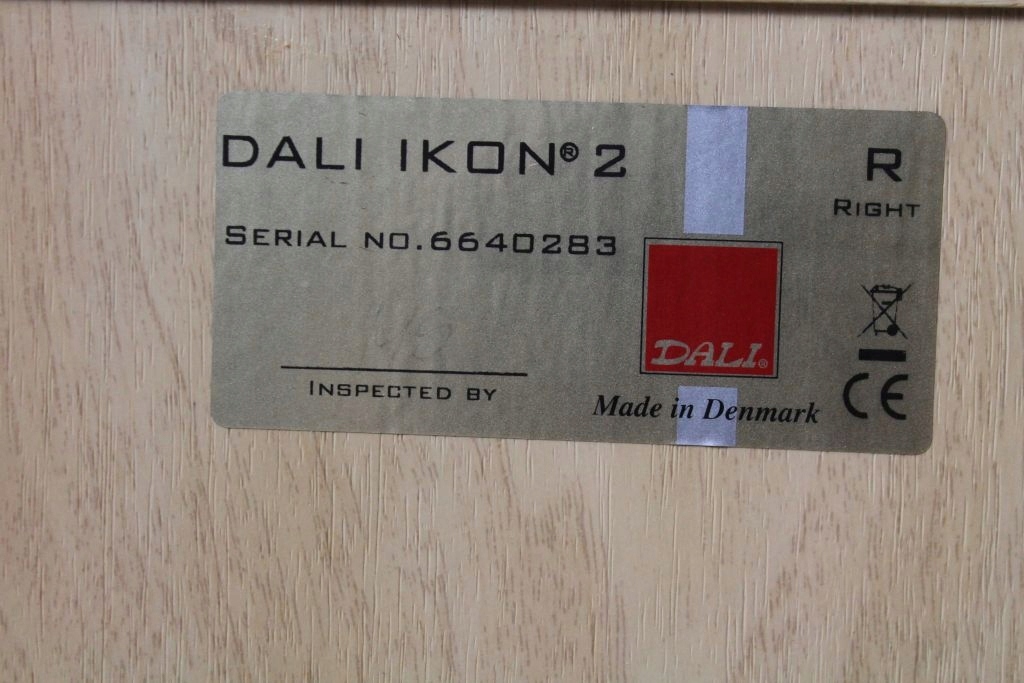 DALI IKON® 2
R
RIGHT
SERIAL NO.6640283
DALI®
INSPECTED BY
Made in Denmark
CE